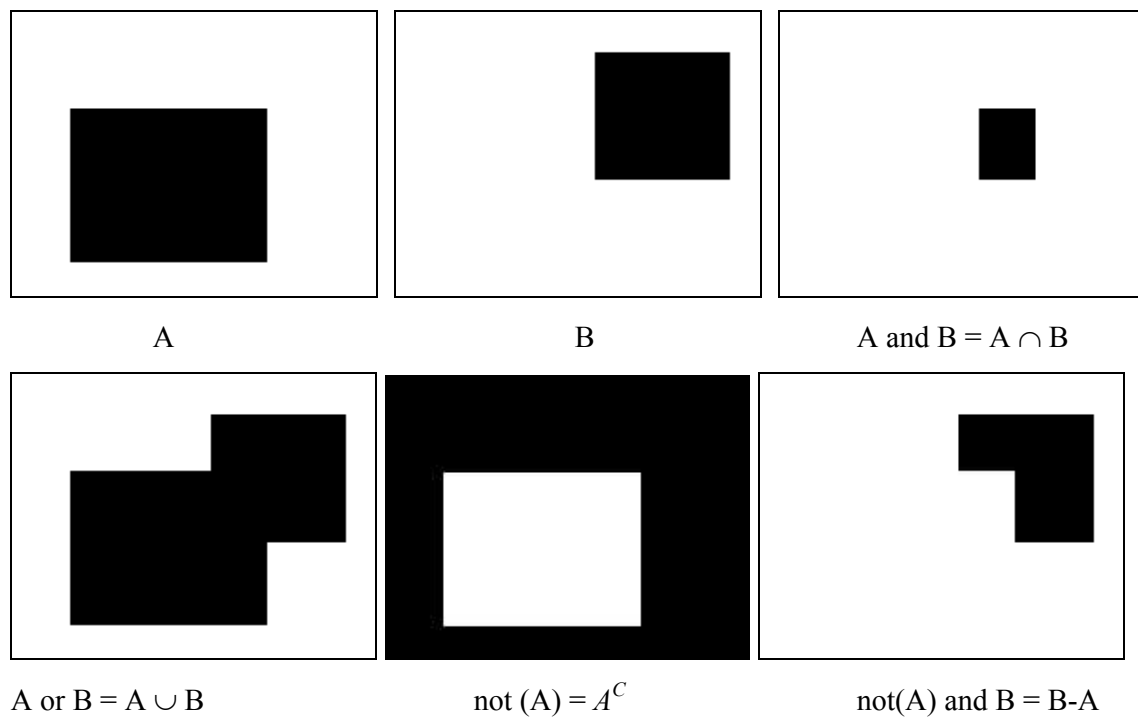 A B A and B = A ∩ B
A or B = A ∪ B not (A) = A^C not(A) and B = B-A